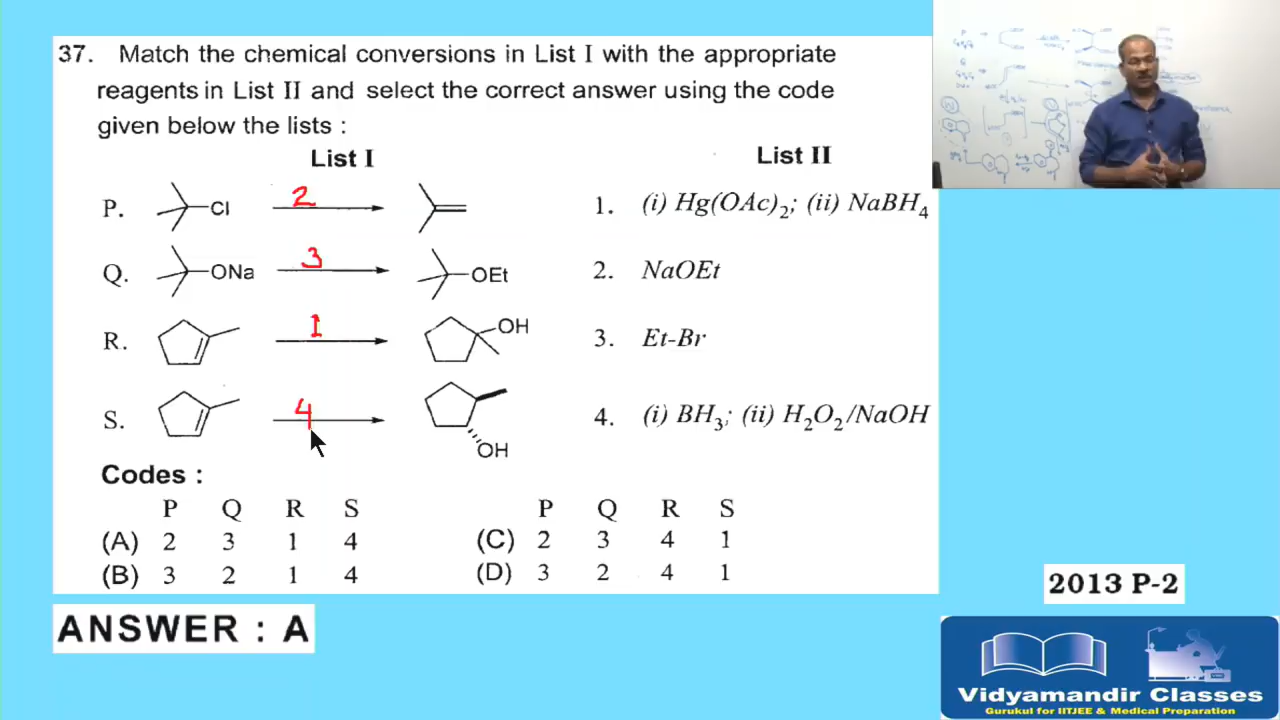 37. Match the chemical conversions in List I with the appropriate
reagents in List II and select the correct answer using the code
given below the lists :
List I
List II
P. Cl 2 1. (i) Hg(OAc)₂; (ii) NaBH₄
Q. ONa 3 OEt 2. NaOEt
R. 1 OH 3. Et-Br
S. 4 OH 4. (i) BH₃; (ii) H₂O₂/NaOH
Codes :
P Q R S P Q R S
(A) 2 3 1 4 (C) 2 3 4 1
(B) 3 2 1 4 (D) 3 2 4 1
2013 P-2
ANSWER : A
Vidyamandir Classes
Gurukul for IITJEE & Medical Preparation